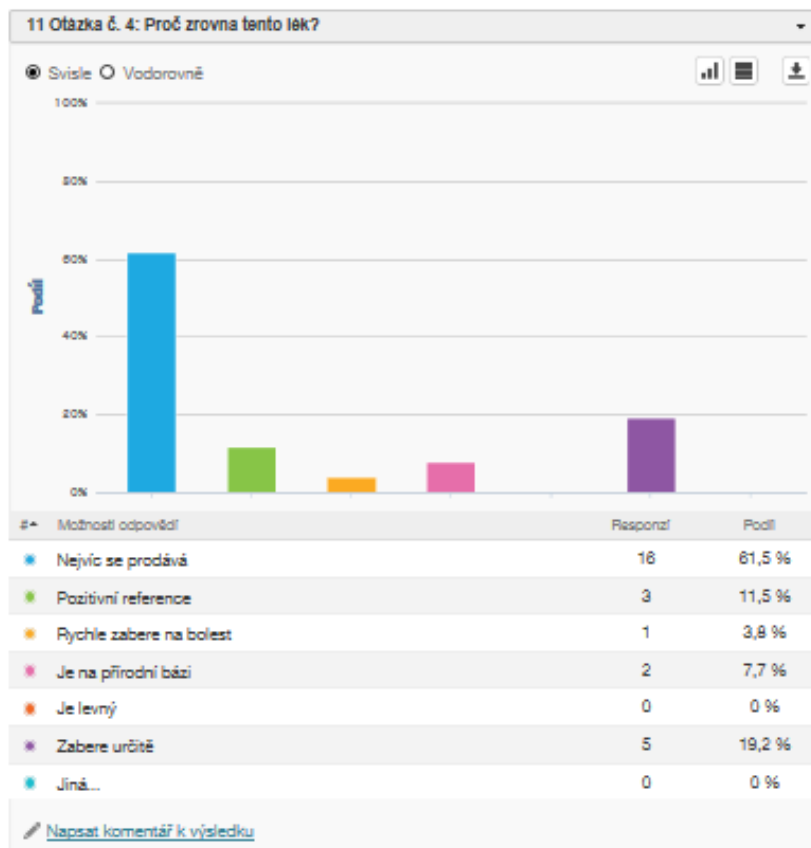 11 Otázka č. 4: Proč zrovna tento lék?
Svisle Vodorovně
100%
80%
60%
40%
20%
0%
Podíl
# Možnosti odpovědí Responzí Podíl
Nejvíc se prodává 16 61,5 %
Pozitivní reference 3 11,5 %
Rychle zabere na bolest 1 3,8 %
Je na přírodní bázi 2 7,7 %
Je levný 0 0 %
Zabere určitě 5 19,2 %
Jiná... 0 0 %
Napsat komentář k výsledku